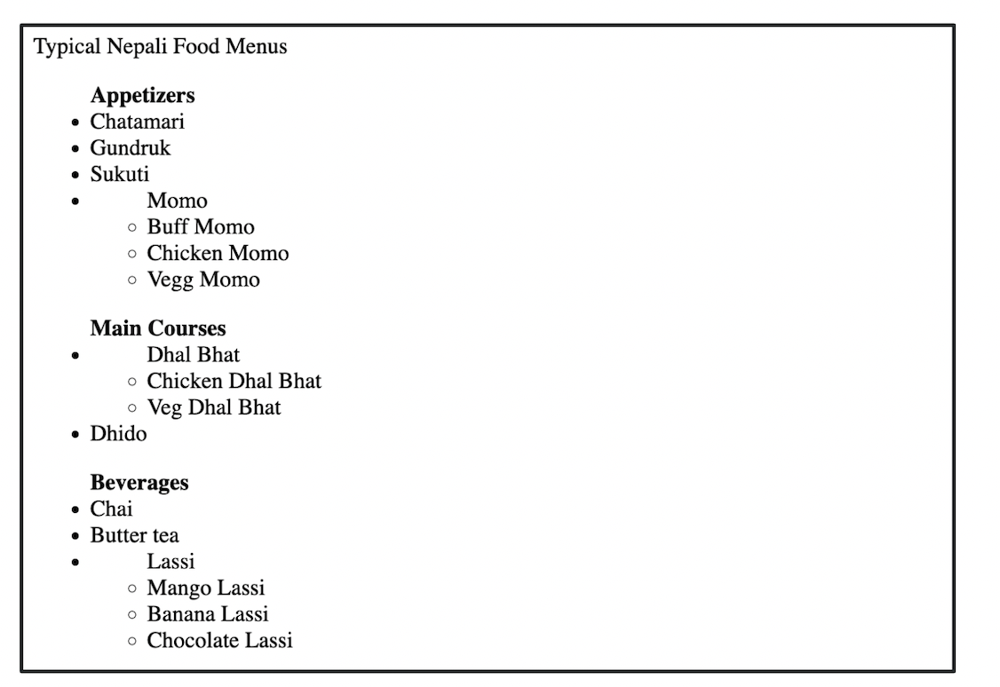 Typical Nepali Food Menus
Appetizers
Chatamari
Gundruk
Sukuti
Momo
Buff Momo
Chicken Momo
Vegg Momo
Main Courses
Dhal Bhat
Chicken Dhal Bhat
Veg Dhal Bhat
Dhido
Beverages
Chai
Butter tea
Lassi
Mango Lassi
Banana Lassi
Chocolate Lassi